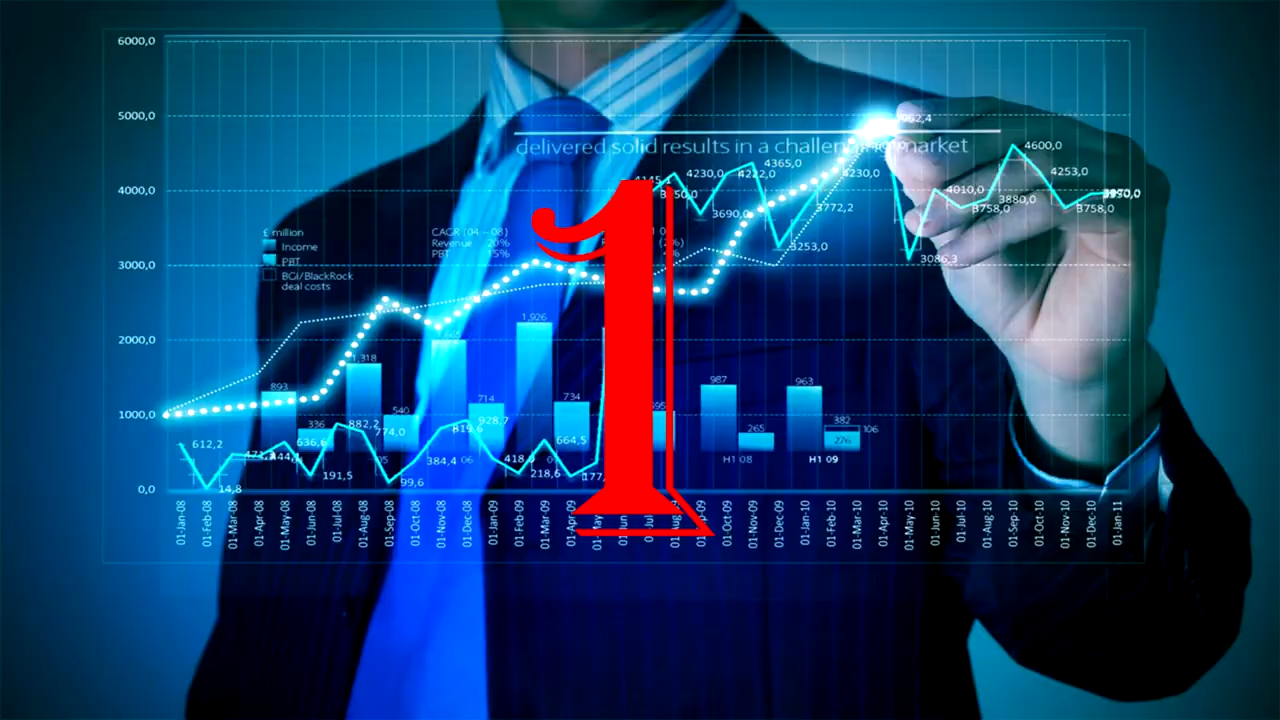 6000,0
5000,0
4000,0
3000,0
2000,0
1000,0
0,0
delivered solid results in a market
4365,0
4230,0
4222,0
3690,0
3253,0
3772,2
4230,0
3086,3
4010,0
3758,0
3880,0
4600,0
4253,0
3758,0
£ million
Income
PBT
BGI/BlackRock
deal costs
CAGR (04 – 08)
Revenue 20%
PBT 15%
1
893
336
1,318
540
1,926
714
734
987
265
963
382
276
106
H1 08
H1 09
612,2
14,8
444,1
636,6
191,5
882,2
774,0
99,6
384,4
06
819,6
928,7
418,
218,6
664,5
177,
01-Jan-08
01-Feb-08
01-Mar-08
01-Apr-08
01-May-08
01-Jun-08
01-Jul-08
01-Aug-08
01-Sep-08
01-Oct-08
01-Nov-08
01-Dec-08
01-Jan-09
01-Feb-09
01-Mar-09
01-Apr-09
01-Oct-09
01-Nov-09
01-Dec-09
01-Jan-10
01-Feb-10
01-Mar-10
01-Apr-10
01-May-10
01-Jun-10
01-Jul-10
01-Aug-10
01-Sep-10
01-Oct-10
01-Nov-10
01-Dec-10
01-Jan-11